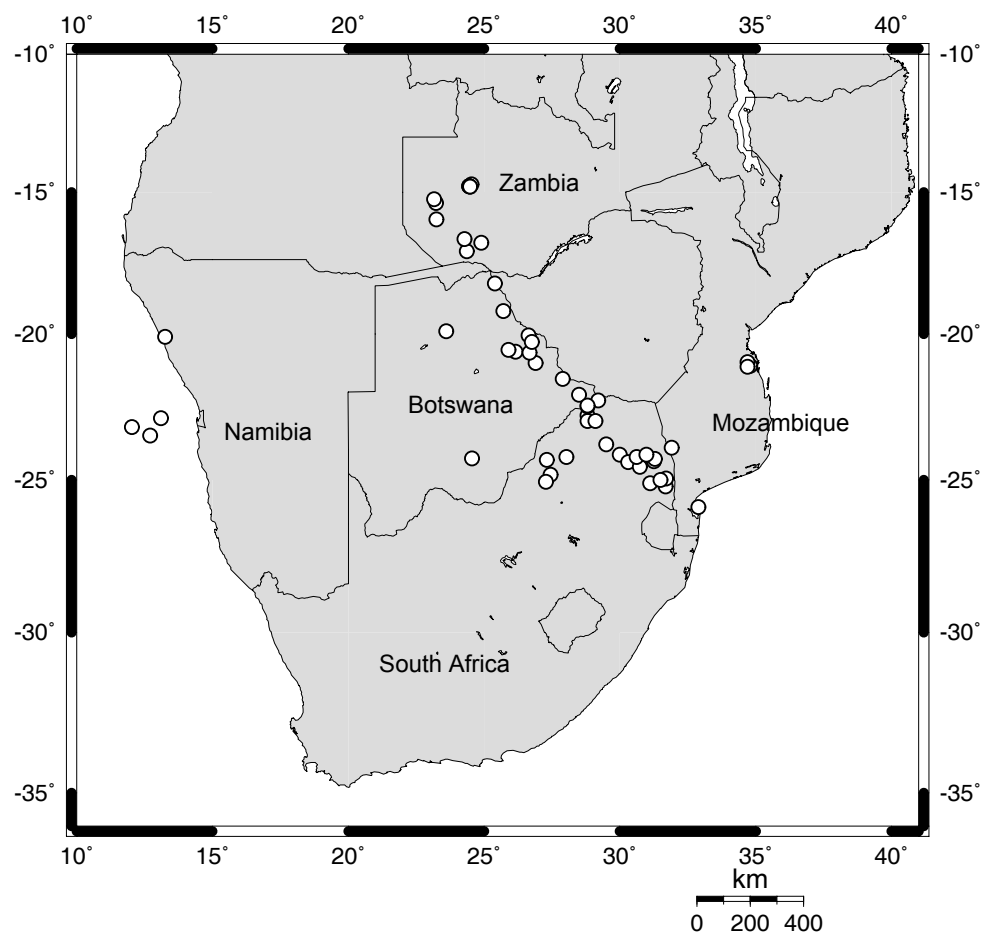 10˚ 15˚ 20˚ 25˚ 30˚ 35˚ 40˚
-10˚ -10˚
Zambia
-15˚ -15˚
-20˚ -20˚
Botswana
Mozambique
Namibia
-25˚ -25˚
-30˚ -30˚
South Africa
-35˚ -35˚
10˚ 15˚ 20˚ 25˚ 30˚ 35˚ 40˚
km
0 200 400